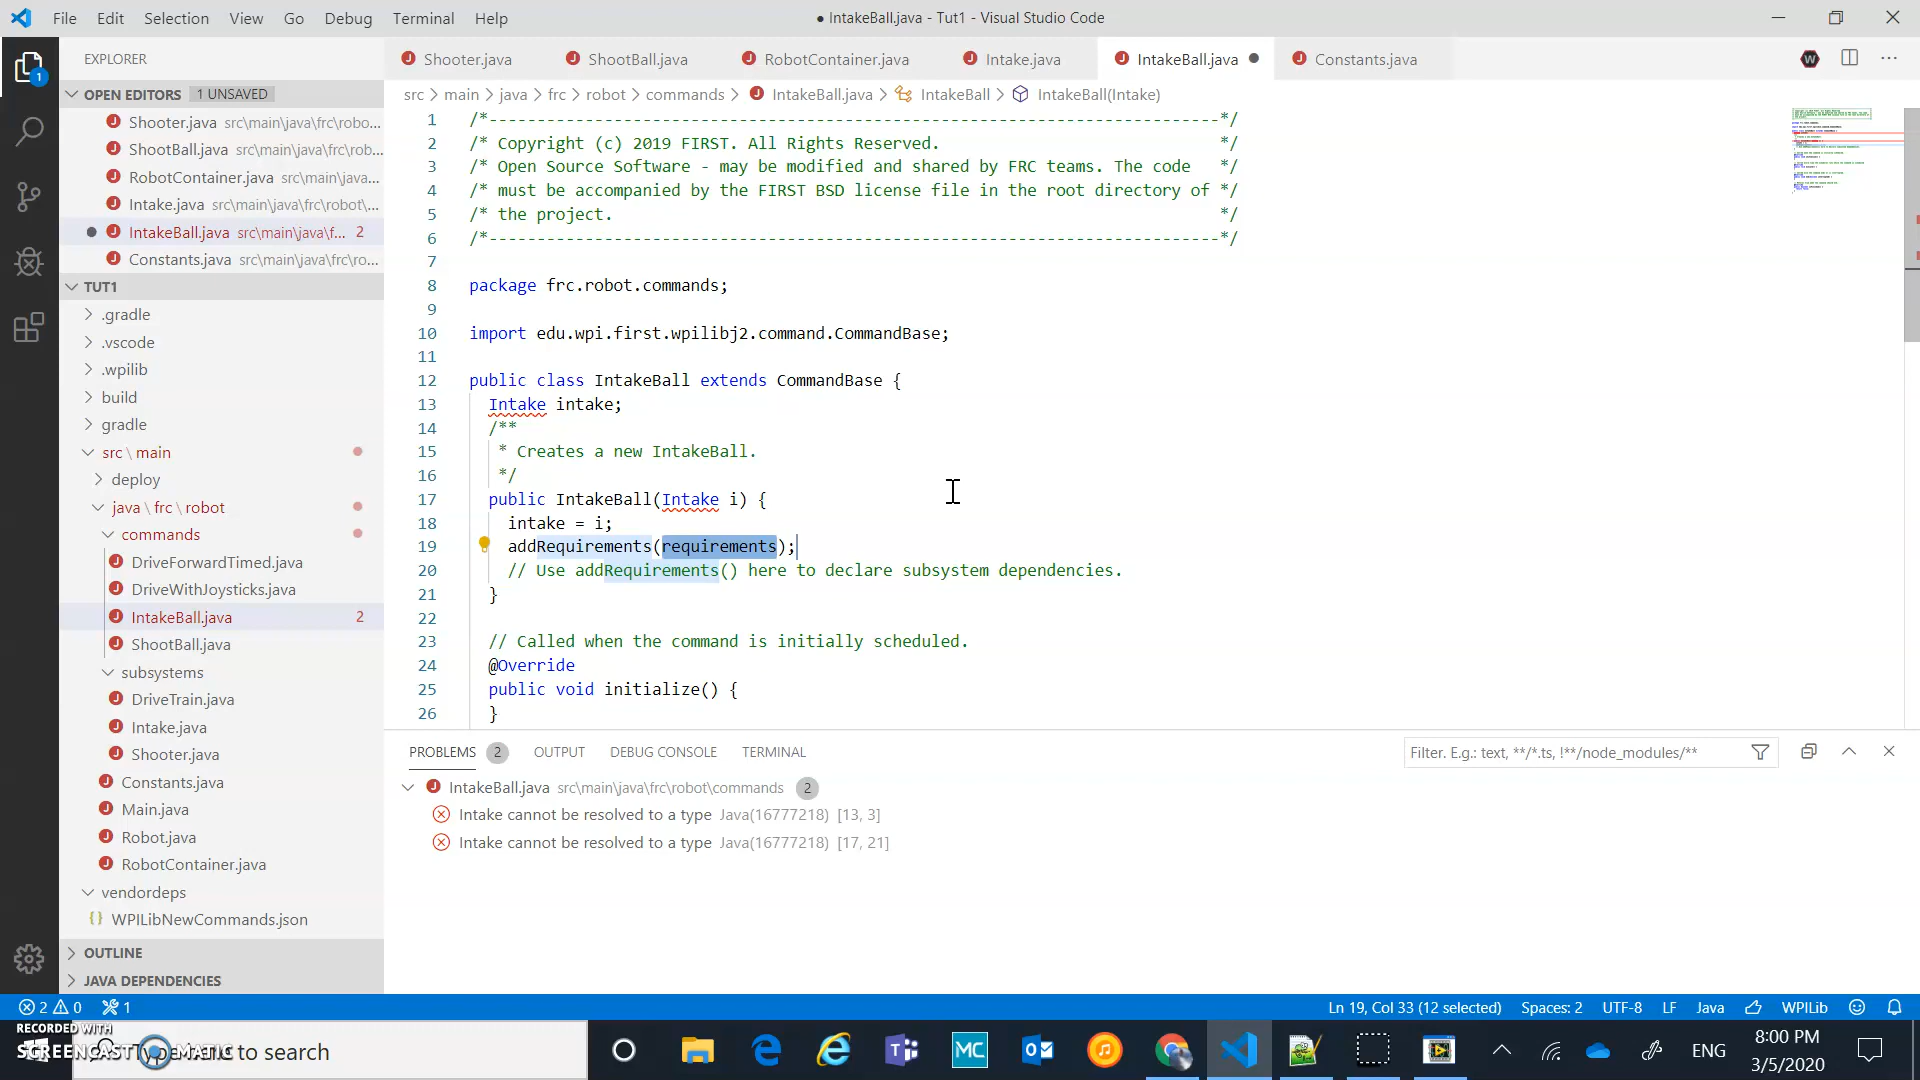 File Edit Selection View Go Debug Terminal Help
● IntakeBall.java - Tut1 - Visual Studio Code
EXPLORER
OPEN EDITORS 1 UNSAVED
Shooter.java src\main\java\frc\robo...
ShootBall.java src\main\java\frc\rob...
RobotContainer.java src\main\java...
Intake.java src\main\java\frc\robot\...
IntakeBall.java src\main\java\f... 2
Constants.java src\main\java\frc\ro...
TUT1
.gradle
.vscode
.wpilib
build
gradle
src \ main
deploy
java \ frc \ robot
commands
DriveForwardTimed.java
DriveWithJoysticks.java
IntakeBall.java 2
ShootBall.java
subsystems
DriveTrain.java
Intake.java
Shooter.java
Constants.java
Main.java
Robot.java
RobotContainer.java
vendordeps
{} WPILibNewCommands.json
OUTLINE
JAVA DEPENDENCIES
Shooter.java ShootBall.java RobotContainer.java Intake.java IntakeBall.java ● Constants.java
src > main > java > frc > robot > commands > IntakeBall.java > IntakeBall > IntakeBall(Intake)
1 /*----------------------------------------------------------------------------*/
2 /* Copyright (c) 2019 FIRST. All Rights Reserved. */
3 /* Open Source Software - may be modified and shared by FRC teams. The code */
4 /* must be accompanied by the FIRST BSD license file in the root directory of */
5 /* the project. */
6 /*----------------------------------------------------------------------------*/
7
8 package frc.robot.commands;
9
10 import edu.wpi.first.wpilibj2.command.CommandBase;
11
12 public class IntakeBall extends CommandBase {
13 Intake intake;
14 /**
15 * Creates a new IntakeBall.
16 */
17 public IntakeBall(Intake i) {
18 intake = i;
19 addRequirements(requirements);
20 // Use addRequirements() here to declare subsystem dependencies.
21 }
22
23 // Called when the command is initially scheduled.
24 @Override
25 public void initialize() {
26 }
PROBLEMS 2 OUTPUT DEBUG CONSOLE TERMINAL
Filter. E.g.: text, **/*.ts, !**/node_modules/**
IntakeBall.java src\main\java\frc\robot\commands 2
Intake cannot be resolved to a type Java(16777218) [13, 3]
Intake cannot be resolved to a type Java(16777218) [17, 21]
2 0 1
Ln 19, Col 33 (12 selected) Spaces: 2 UTF-8 LF Java WPILib
RECORDED WITH
SCREENCAST MATIC
Type here to search
MC
ENG
8:00 PM
3/5/2020